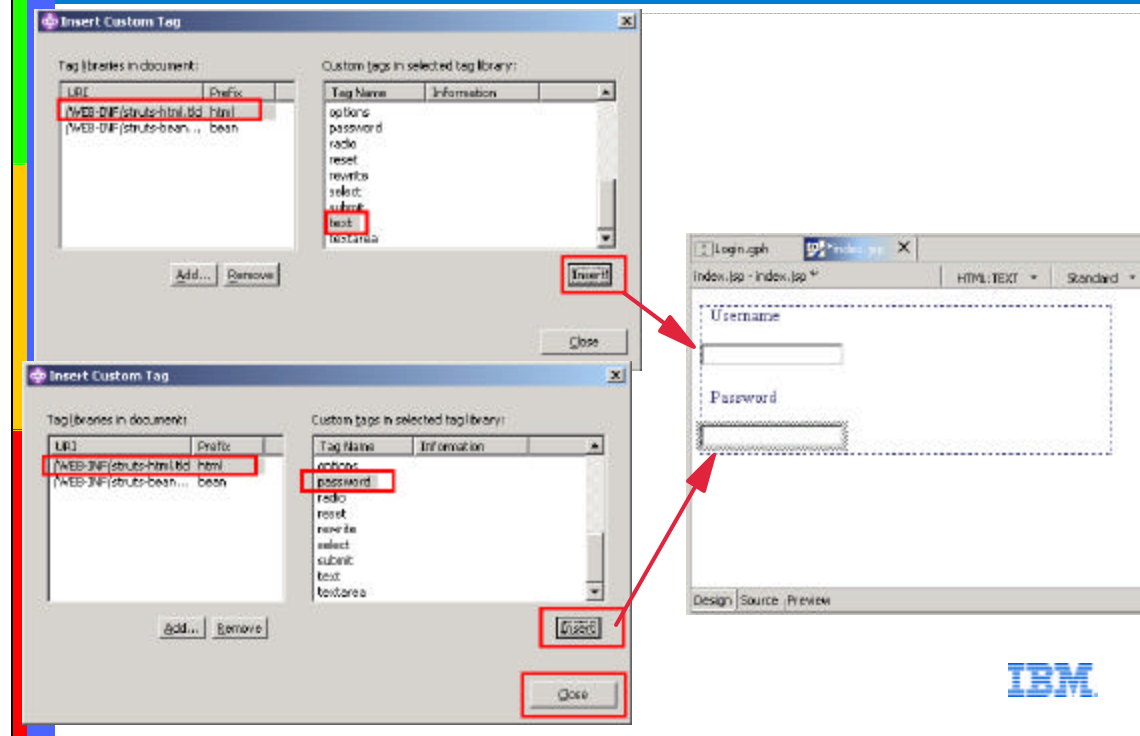 Insert Custom Tag
Tag libraries in document:
URI Prefix
/WEB-INF/struts-html.tld html
/WEB-INF/struts-bean... bean
Add... Remove
Custom tags in selected tag library:
Tag Name Information
options
password
radio
reset
rewrite
select
submit
text
textarea
Insert
Close
Insert Custom Tag
Tag libraries in document:
URI Prefix
/WEB-INF/struts-html.tld html
/WEB-INF/struts-bean... bean
Add... Remove
Custom tags in selected tag library:
Tag Name Information
options
password
radio
reset
rewrite
select
submit
text
textarea
Insert
Close
Login.gph *index.jsp
index.jsp - index.jsp * HTML:TEXT Standard
Username
Password
Design Source Preview
IBM